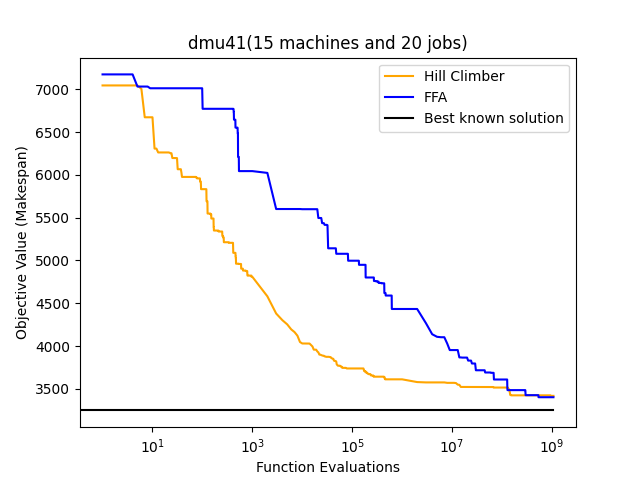 dmu41(15 machines and 20 jobs)
Hill Climber
FFA
Best known solution
Objective Value (Makespan)
7000
6500
6000
5500
5000
4500
4000
3500
10^1
10^3
10^5
10^7
10^9
Function Evaluations